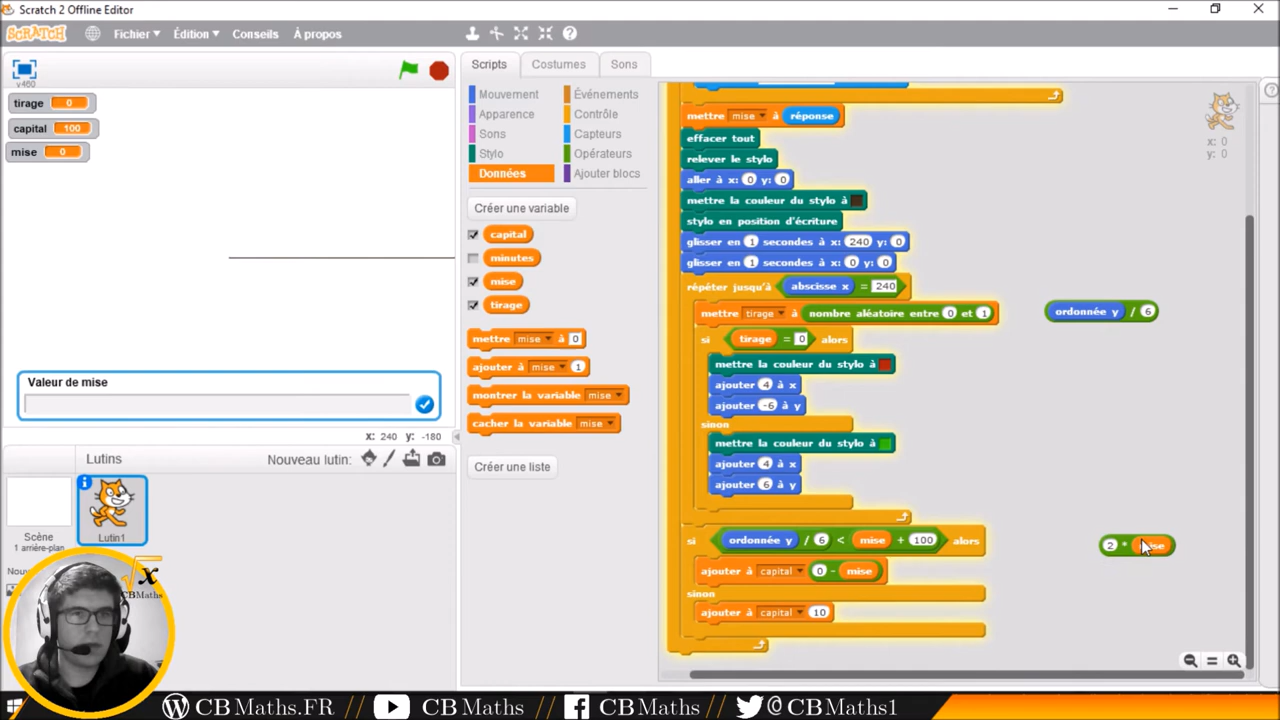 Scratch 2 Offline Editor
SCRATCH Fichier Édition Conseils À propos
v460
tirage 0
capital 100
mise 0
Valeur de mise
x: 240 y: -180
Lutins Nouveau lutin:
Scène
1 arrière-plan
Lutin1
CBMaths
Scripts Costumes Sons
Mouvement Événements
Apparence Contrôle
Sons Capteurs
Stylo Opérateurs
Données Ajouter blocs
Créer une variable
capital
minutes
mise
tirage
mettre mise à 0
ajouter à mise 1
montrer la variable mise
cacher la variable mise
Créer une liste
mettre mise à réponse
effacer tout
relever le stylo
aller à x: 0 y: 0
mettre la couleur du stylo à
stylo en position d'écriture
glisser en 1 secondes à x: 240 y: 0
glisser en 1 secondes à x: 0 y: 0
répéter jusqu'à abscisse x = 240
mettre tirage à nombre aléatoire entre 0 et 1
si tirage = 0 alors
mettre la couleur du stylo à
ajouter 4 à x
ajouter -6 à y
sinon
mettre la couleur du stylo à
ajouter 4 à x
ajouter 6 à y
si ordonnée y / 6 < mise + 100 alors
ajouter à capital 0 - mise
sinon
ajouter à capital 10
x: 0
y: 0
ordonnée y / 6
2 *
CBMaths.FR // CBMaths // CBMaths // @CBMaths1 //